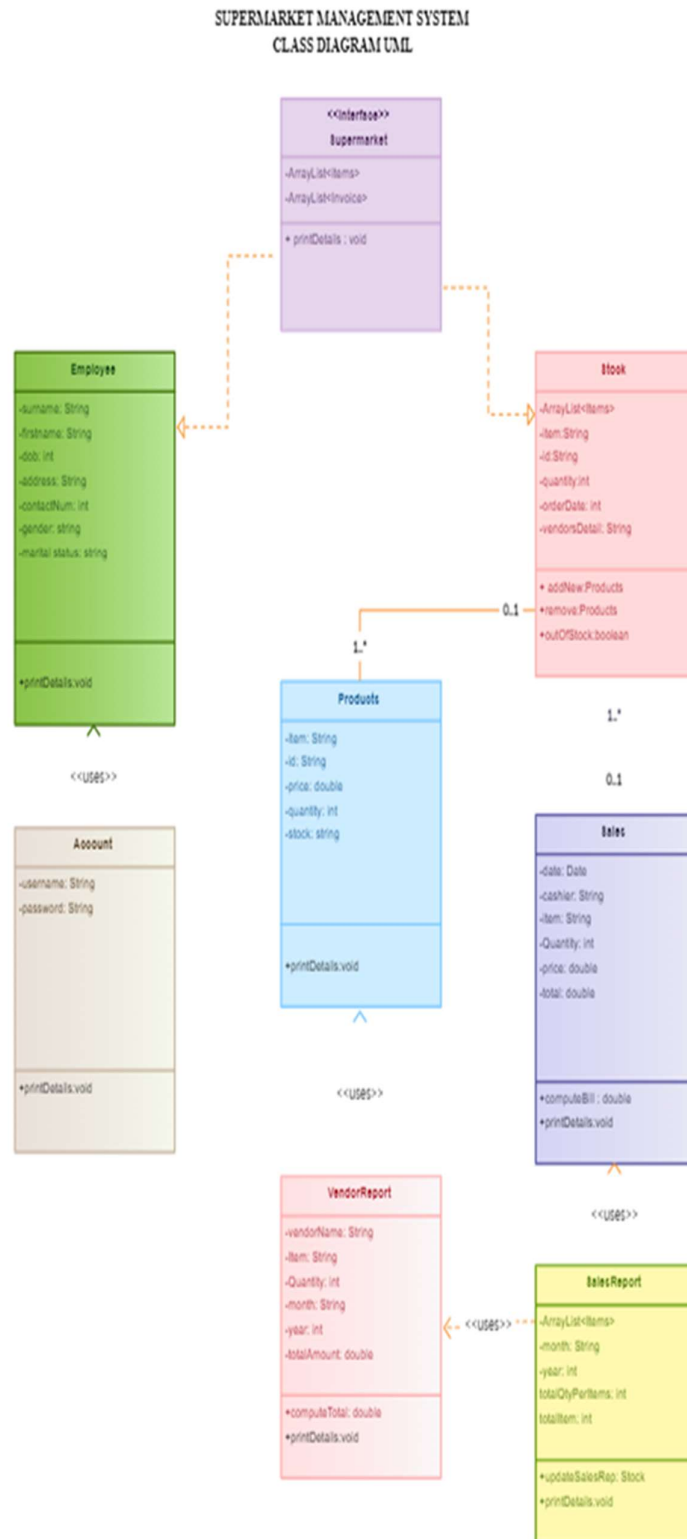 SUPERMARKET MANAGEMENT SYSTEM
CLASS DIAGRAM UML
<<Interface>>
Supermarket
-ArrayList<Items>
-ArrayList<Invoice>
+ printDetails : void
Employee
-surname: String
-firstname: String
-dob: int
-address: String
-contactNum: int
-gender: string
-marital status: string
+printDetails:void
Stock
-ArrayList<Items>
-item:String
-id:String
-quantity:int
-orderDate: int
-vendorsDetail: String
+ addNew:Products
+remove:Products
+outOfStock:boolean
0..1
1..*
Products
-Item: String
-id: String
-price: double
-quantity: int
-stock: string
+printDetails:void
1..*
0..1
<<uses>>
Account
-username: String
-password: String
+printDetails:void
Sales
-date: Date
-cashier: String
-item: String
-Quantity: int
-price: double
-total: double
+computeBill : double
+printDetails:void
<<uses>>
VendorReport
-vendorName: String
-Item: String
-Quantity: int
-month: String
-year: int
-totalAmount: double
+computeTotal: double
+printDetails:void
<<uses>>
<<uses>>
SalesReport
-ArrayList<Items>
-month: String
-year: int
totalQtyPerItems: int
totalItem: int
+updateSalesRep: Stock
+printDetails:void